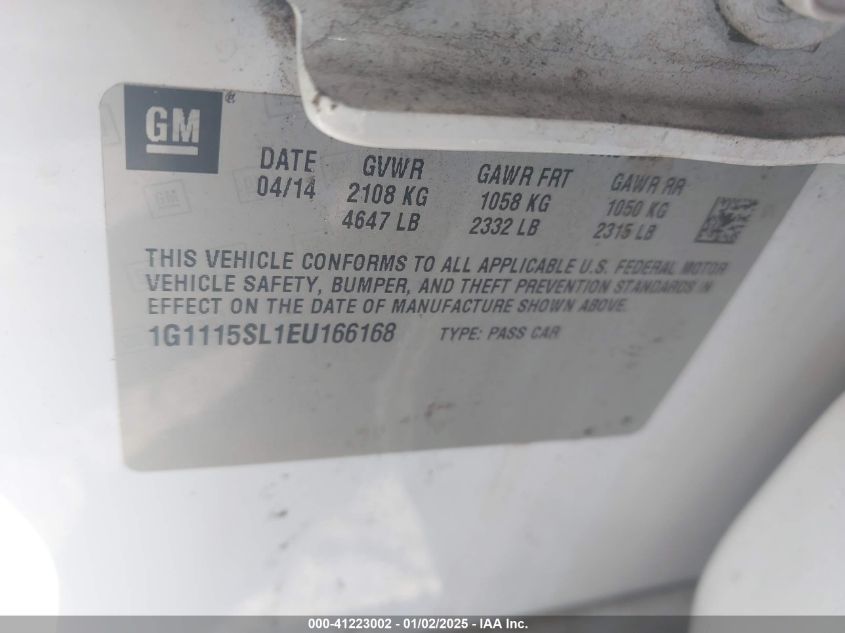 GM
DATE GVWR GAWR FRT GAWR RR
04/14 2108 KG 1058 KG 1050 KG
4647 LB 2332 LB 2315 LB
THIS VEHICLE CONFORMS TO ALL APPLICABLE U.S. FEDERAL MOTOR
VEHICLE SAFETY, BUMPER, AND THEFT PREVENTION STANDARDS IN
EFFECT ON THE DATE OF MANUFACTURE SHOWN ABOVE.
1G1115SL1EU166168 TYPE: PASS CAR
000-41223002 - 01/02/2025 - IAA Inc.